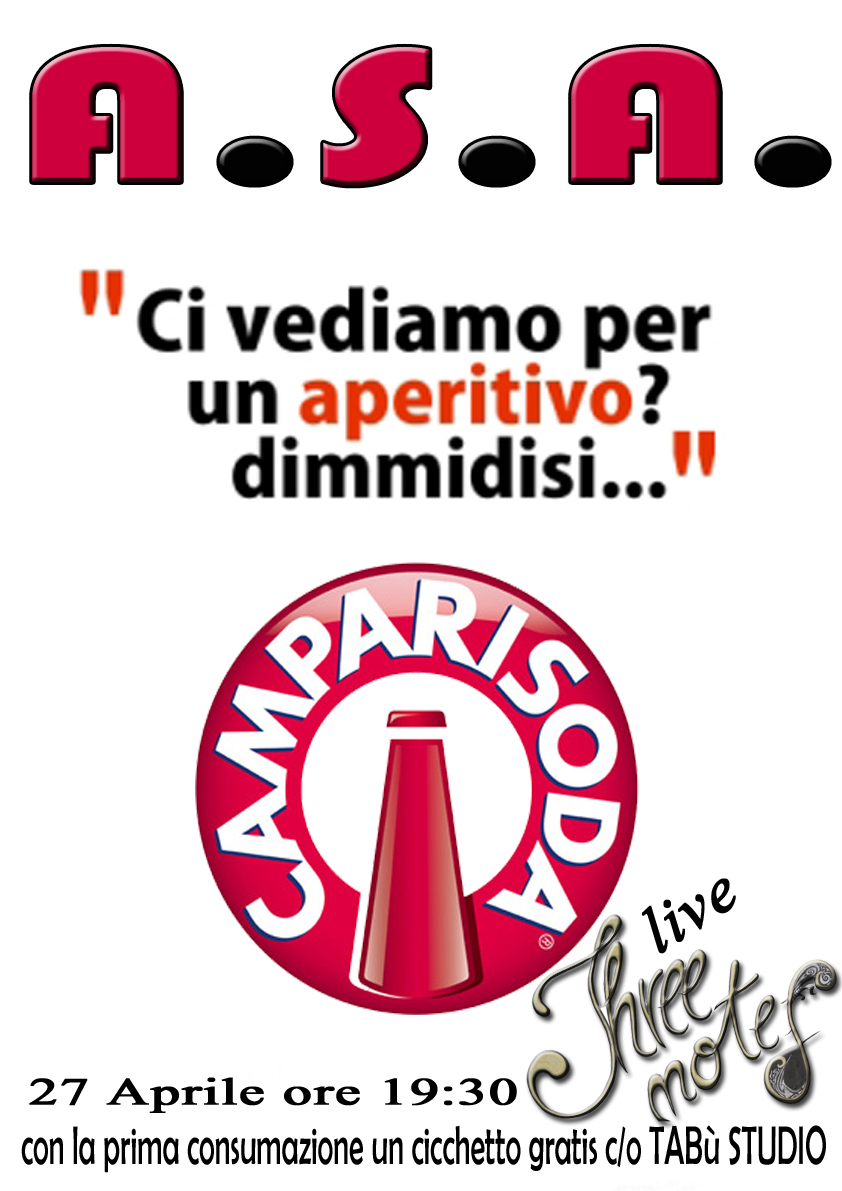 A.S.A.
"Ci vediamo per
un aperitivo?
dimmidisi..."
CAMPARISODA®
live
Three
notes
27 Aprile ore 19:30
con la prima consumazione un cicchetto gratis c/o TABù STUDIO